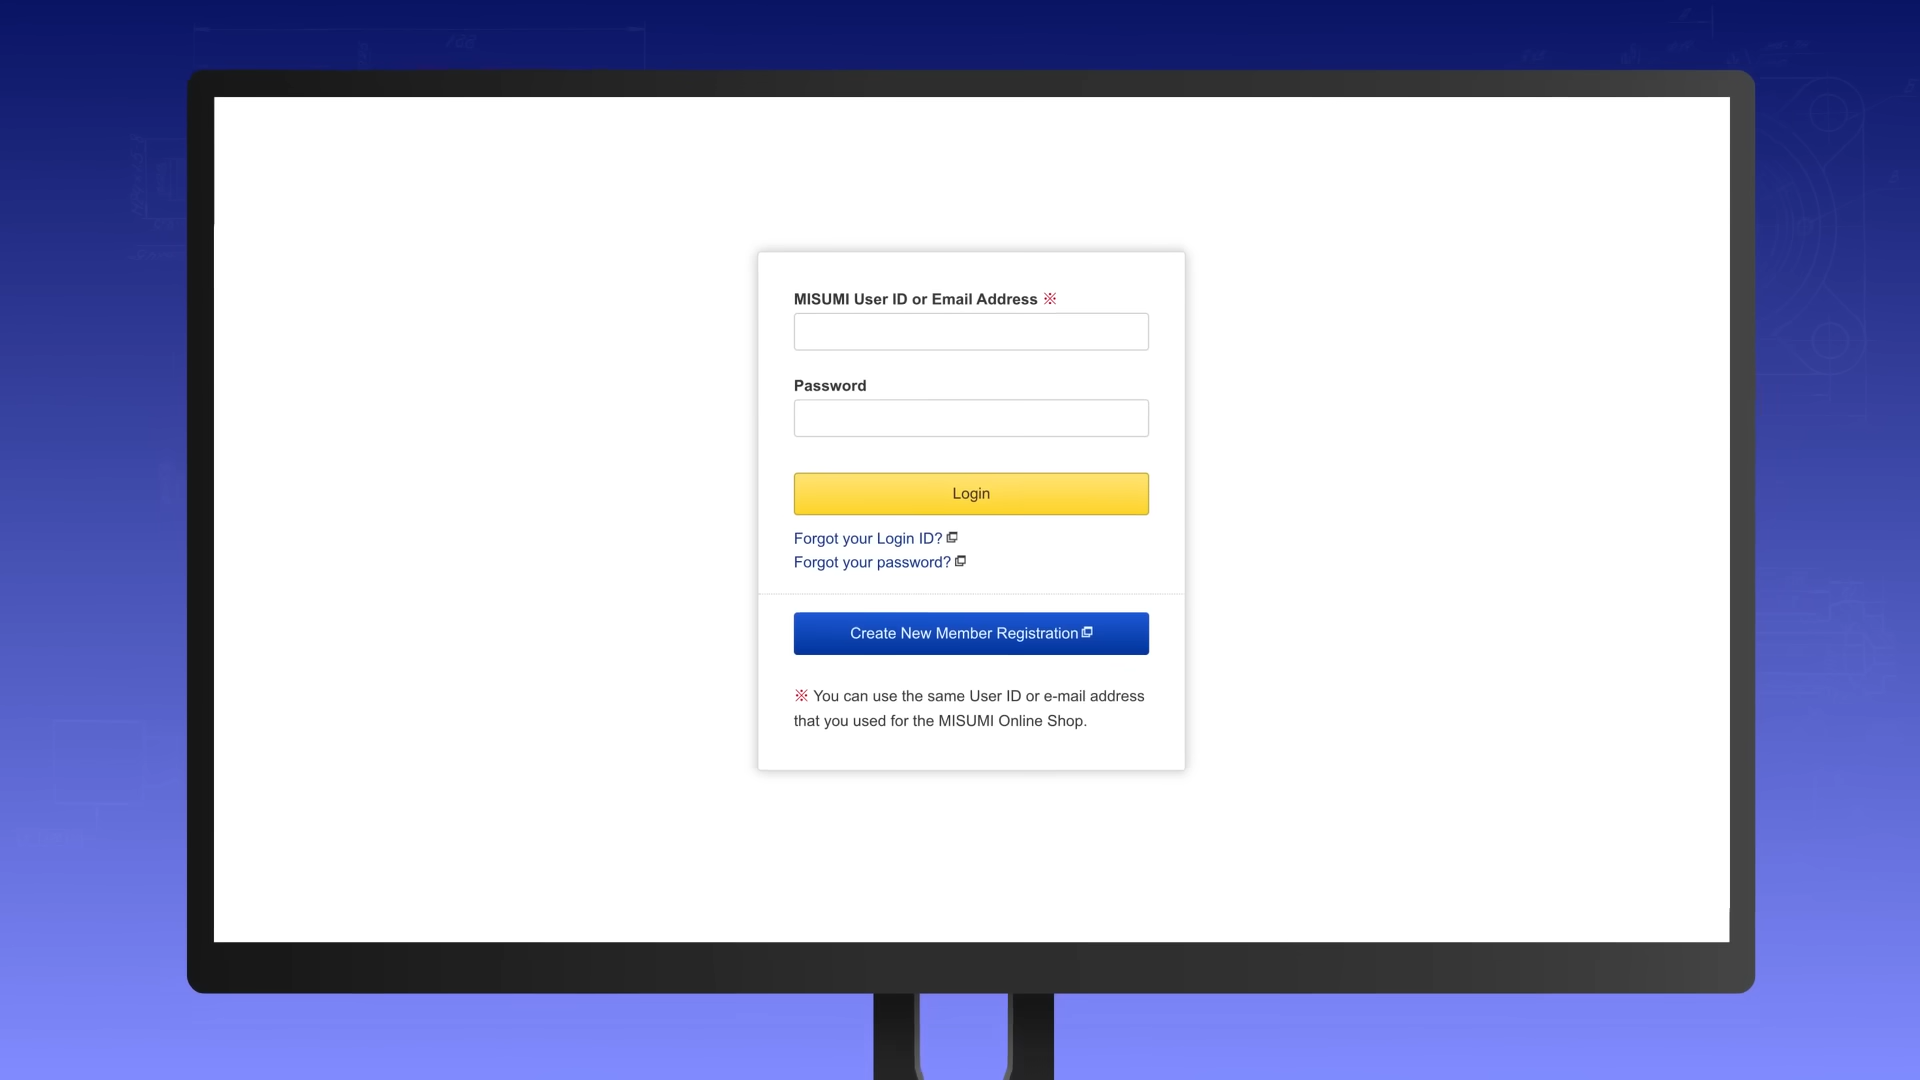 MISUMI User ID or Email Address ※
Password
Login
Forgot your Login ID?
Forgot your password?
Create New Member Registration
※ You can use the same User ID or e-mail address
that you used for the MISUMI Online Shop.